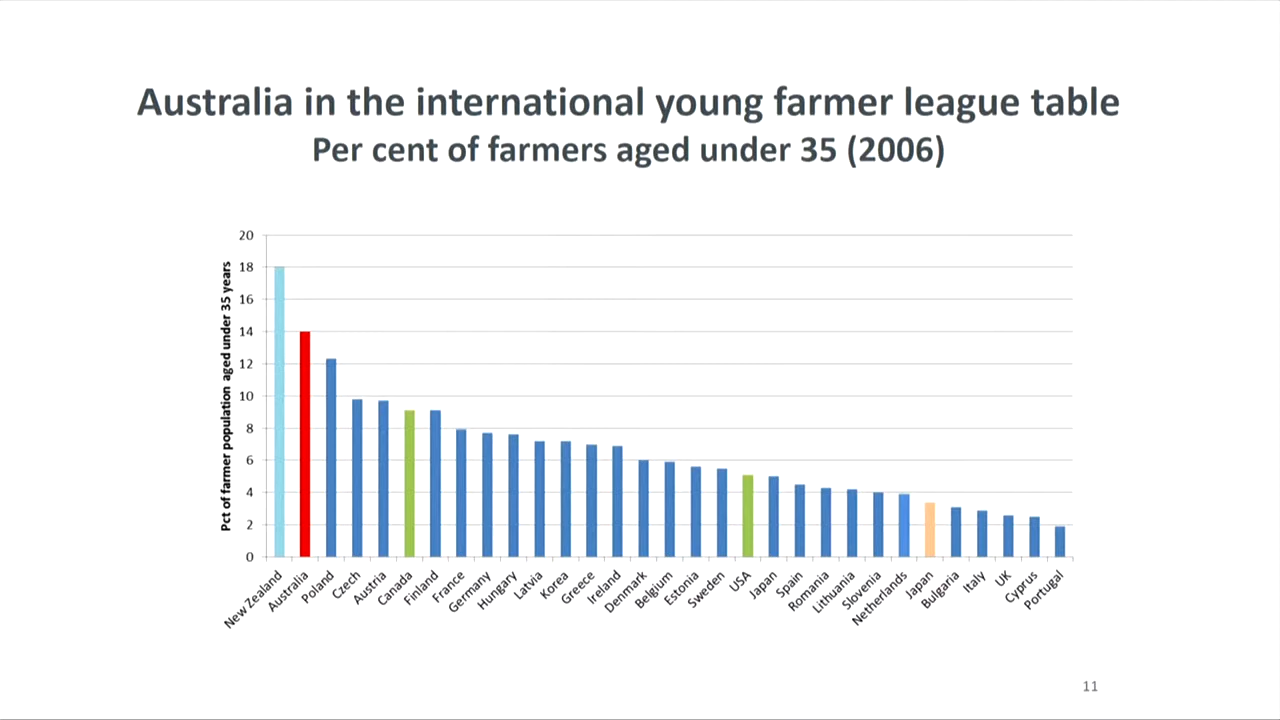 Australia in the international young farmer league table
Per cent of farmers aged under 35 (2006)
Pct of farmer population aged under 35 years
20
18
16
14
12
10
8
6
4
2
0
New Zealand
Australia
Poland
Czech
Austria
Canada
Finland
France
Germany
Hungary
Latvia
Korea
Greece
Ireland
Denmark
Belgium
Estonia
Sweden
USA
Japan
Spain
Romania
Lithuania
Slovenia
Netherlands
Japan
Bulgaria
Italy
UK
Cyprus
Portugal
11